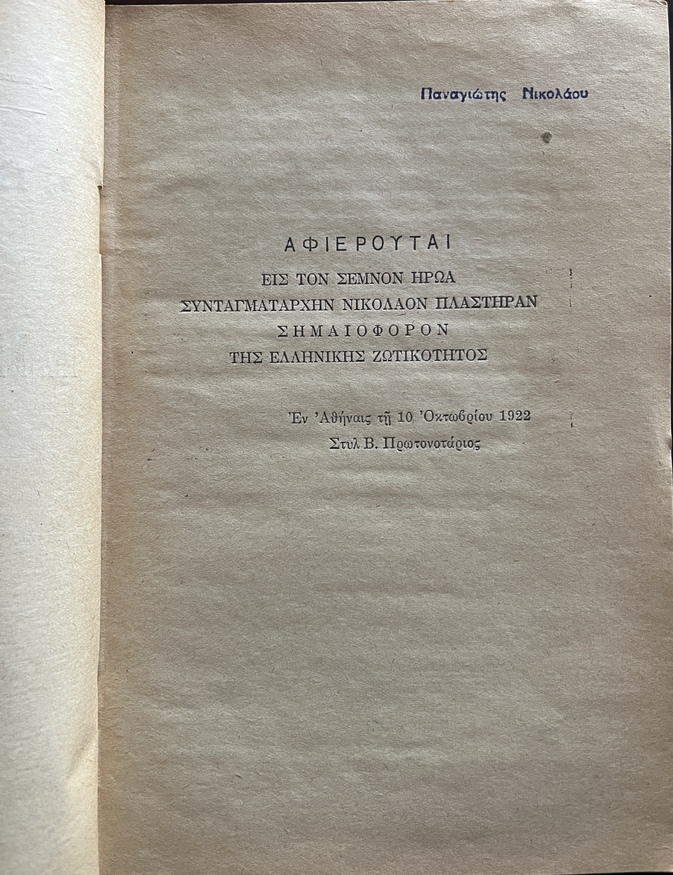 Παναγιώτης Νικολάου
ΑΦΙΕΡΟΥΤΑΙ
ΕΙΣ ΤΟΝ ΣΕΜΝΟΝ ΗΡΩΑ
ΣΥΝΤΑΓΜΑΤΑΡΧΗΝ ΝΙΚΟΛΑΟΝ ΠΛΑΣΤΗΡΑΝ
ΣΗΜΑΙΟΦΟΡΟΝ
ΤΗΣ ΕΛΛΗΝΙΚΗΣ ΖΩΤΙΚΟΤΗΤΟΣ
Ἐν Ἀθήναις τῇ 10 Ὀκτωβρίου 1922
Στυλ Β. Πρωτονοτάριος